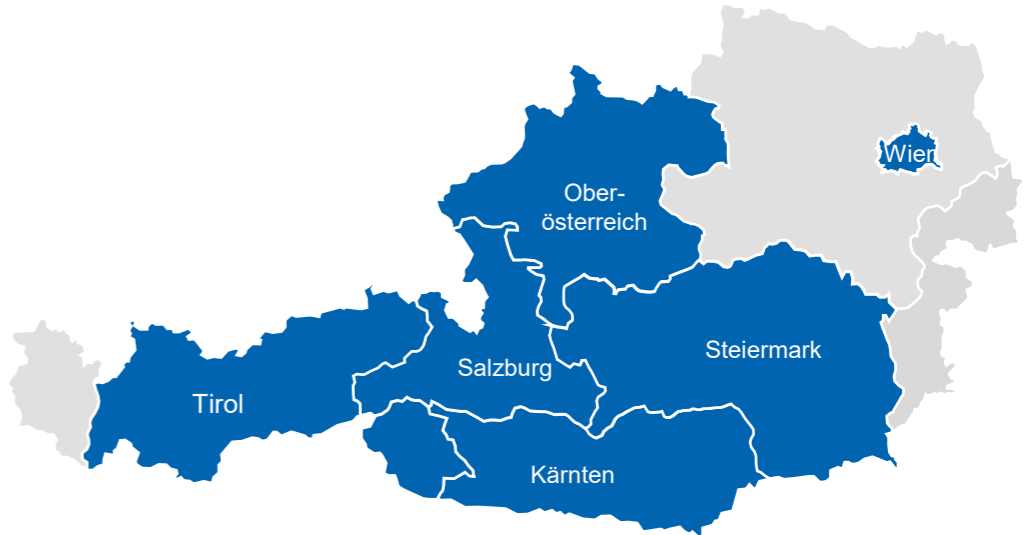 Wien
Ober-
österreich
Steiermark
Salzburg
Tirol
Kärnten